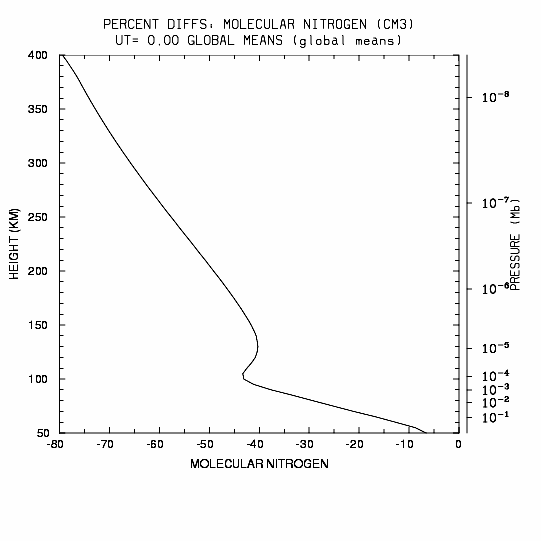 PERCENT DIFFS: MOLECULAR NITROGEN (CM3)
UT= 0.00 GLOBAL MEANS (global means)
400
350
300
250
200
150
100
50
HEIGHT (KM)
-80 -70 -60 -50 -40 -30 -20 -10 0
MOLECULAR NITROGEN
10⁻⁸
10⁻⁷
10⁻⁶
10⁻⁵
10⁻⁴
10⁻³
10⁻²
10⁻¹
PRESSURE (Mb)